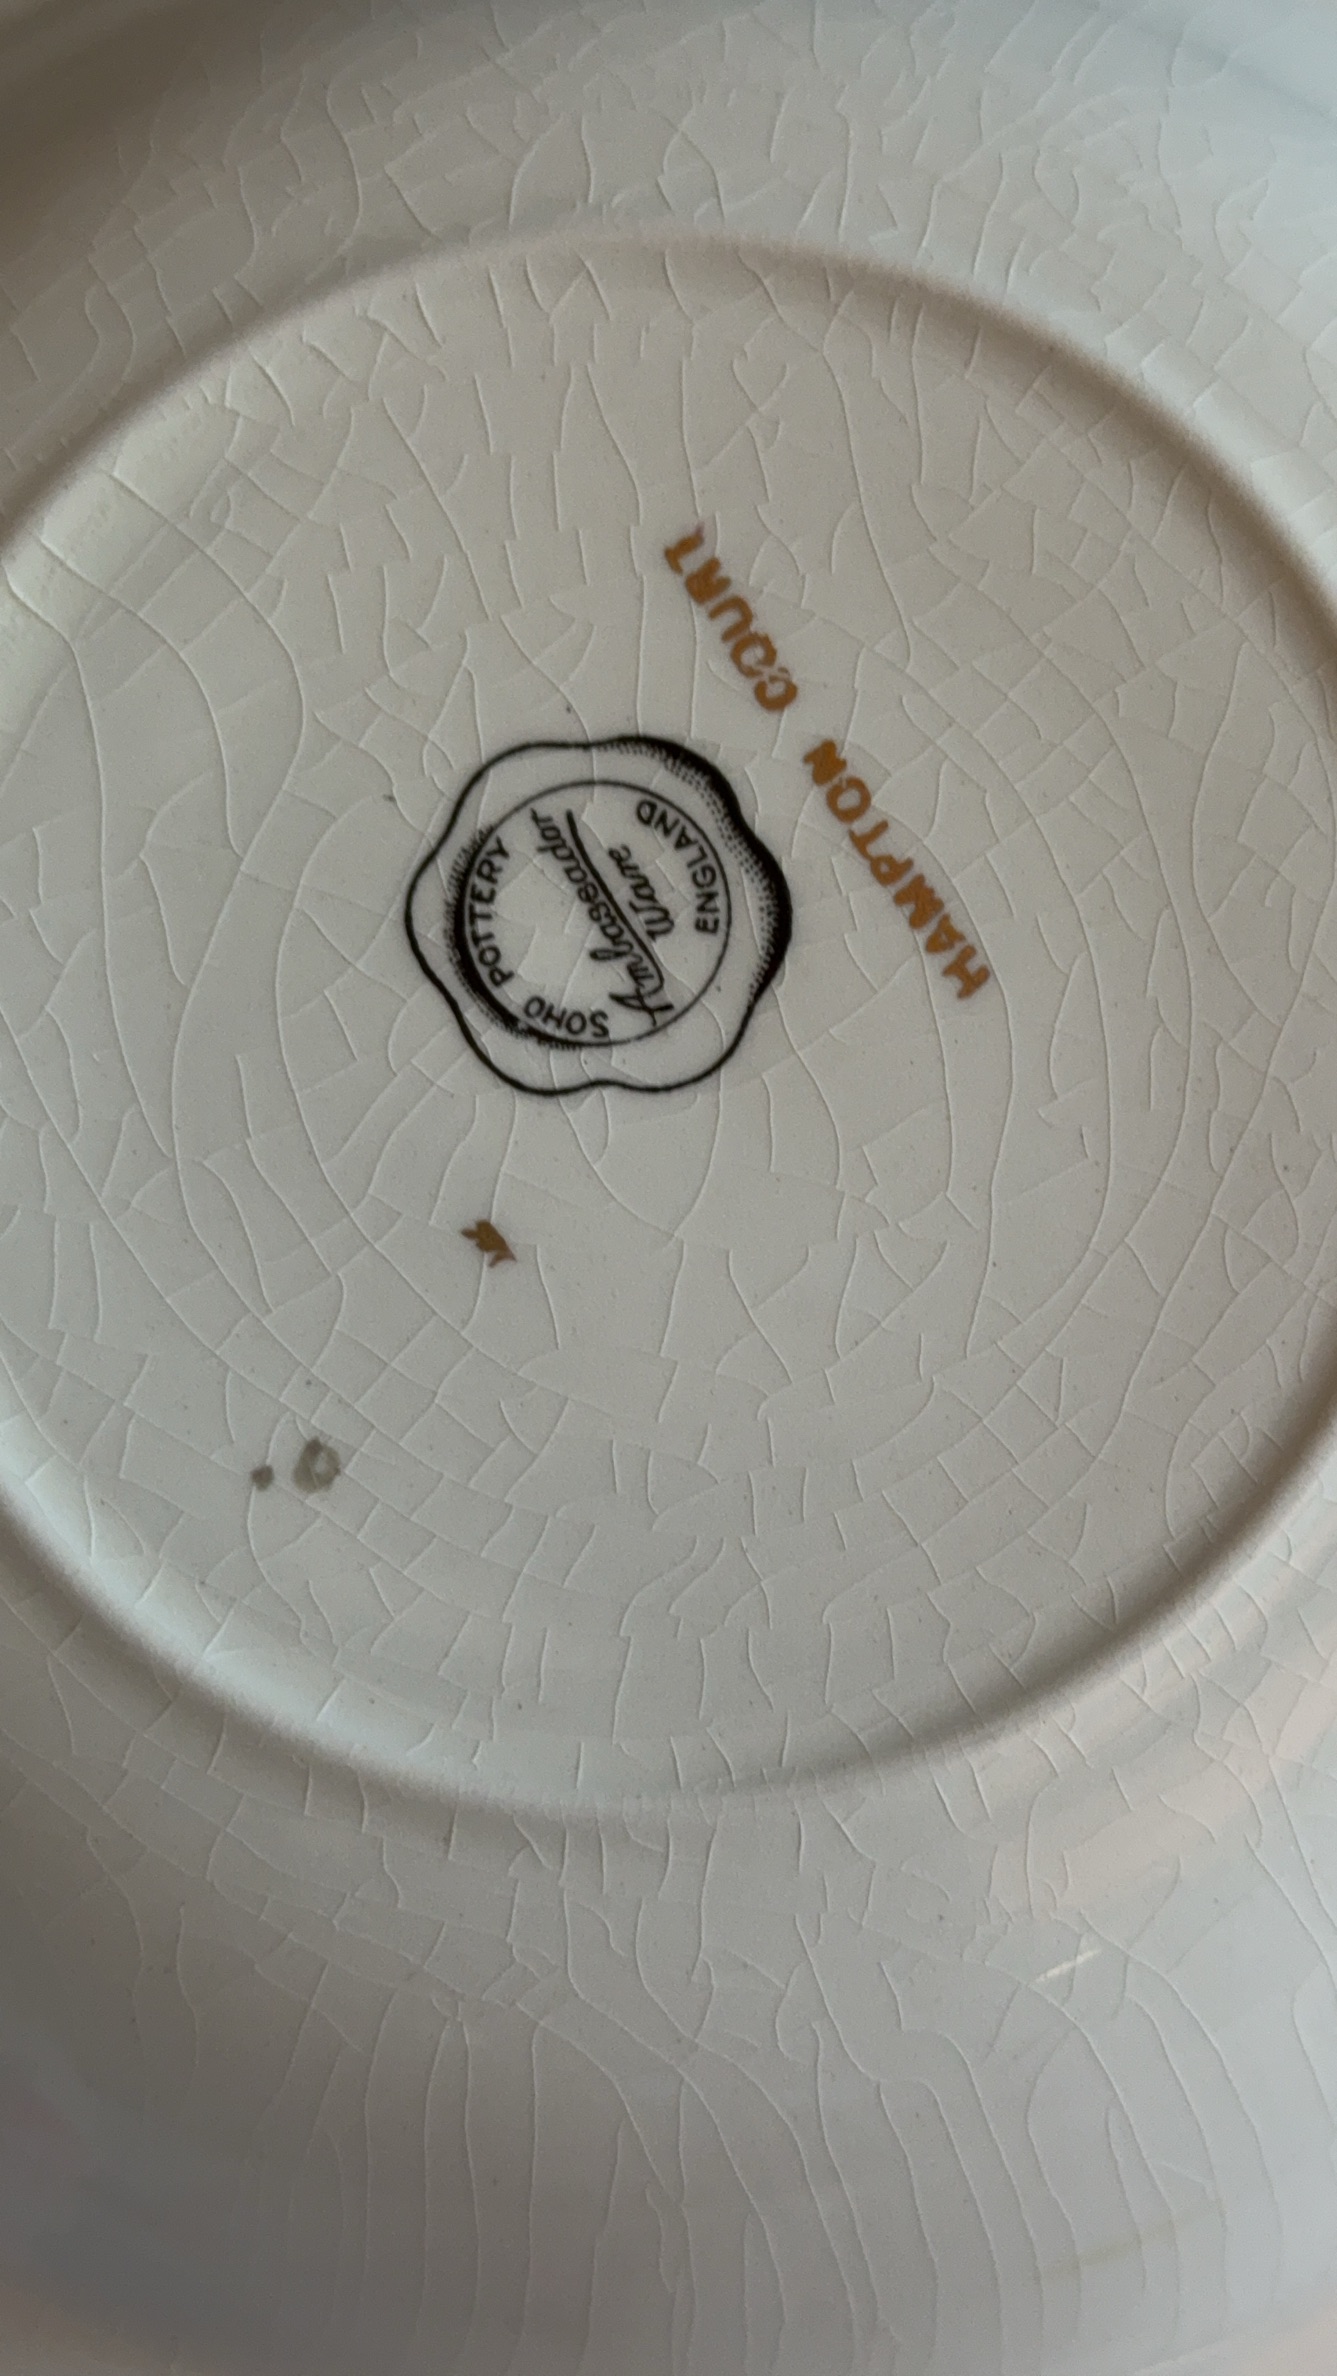 HAMPTON COURT
SOHO POTTERY
Ambassador
Ware
ENGLAND